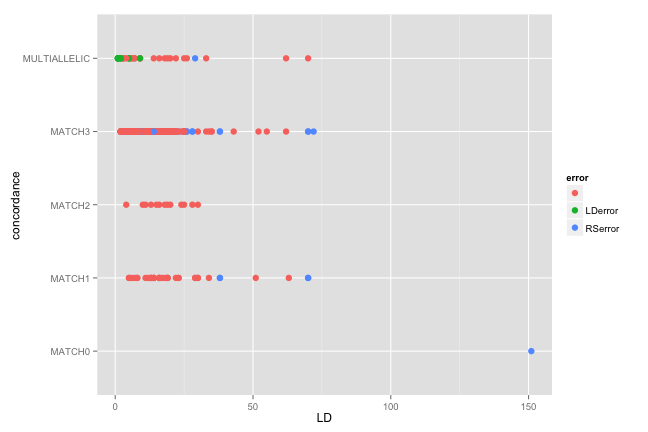 concordance
MULTIALLELIC
MATCH3
MATCH2
MATCH1
MATCH0
0 50 100 150
LD
error
LDerror
RSerror